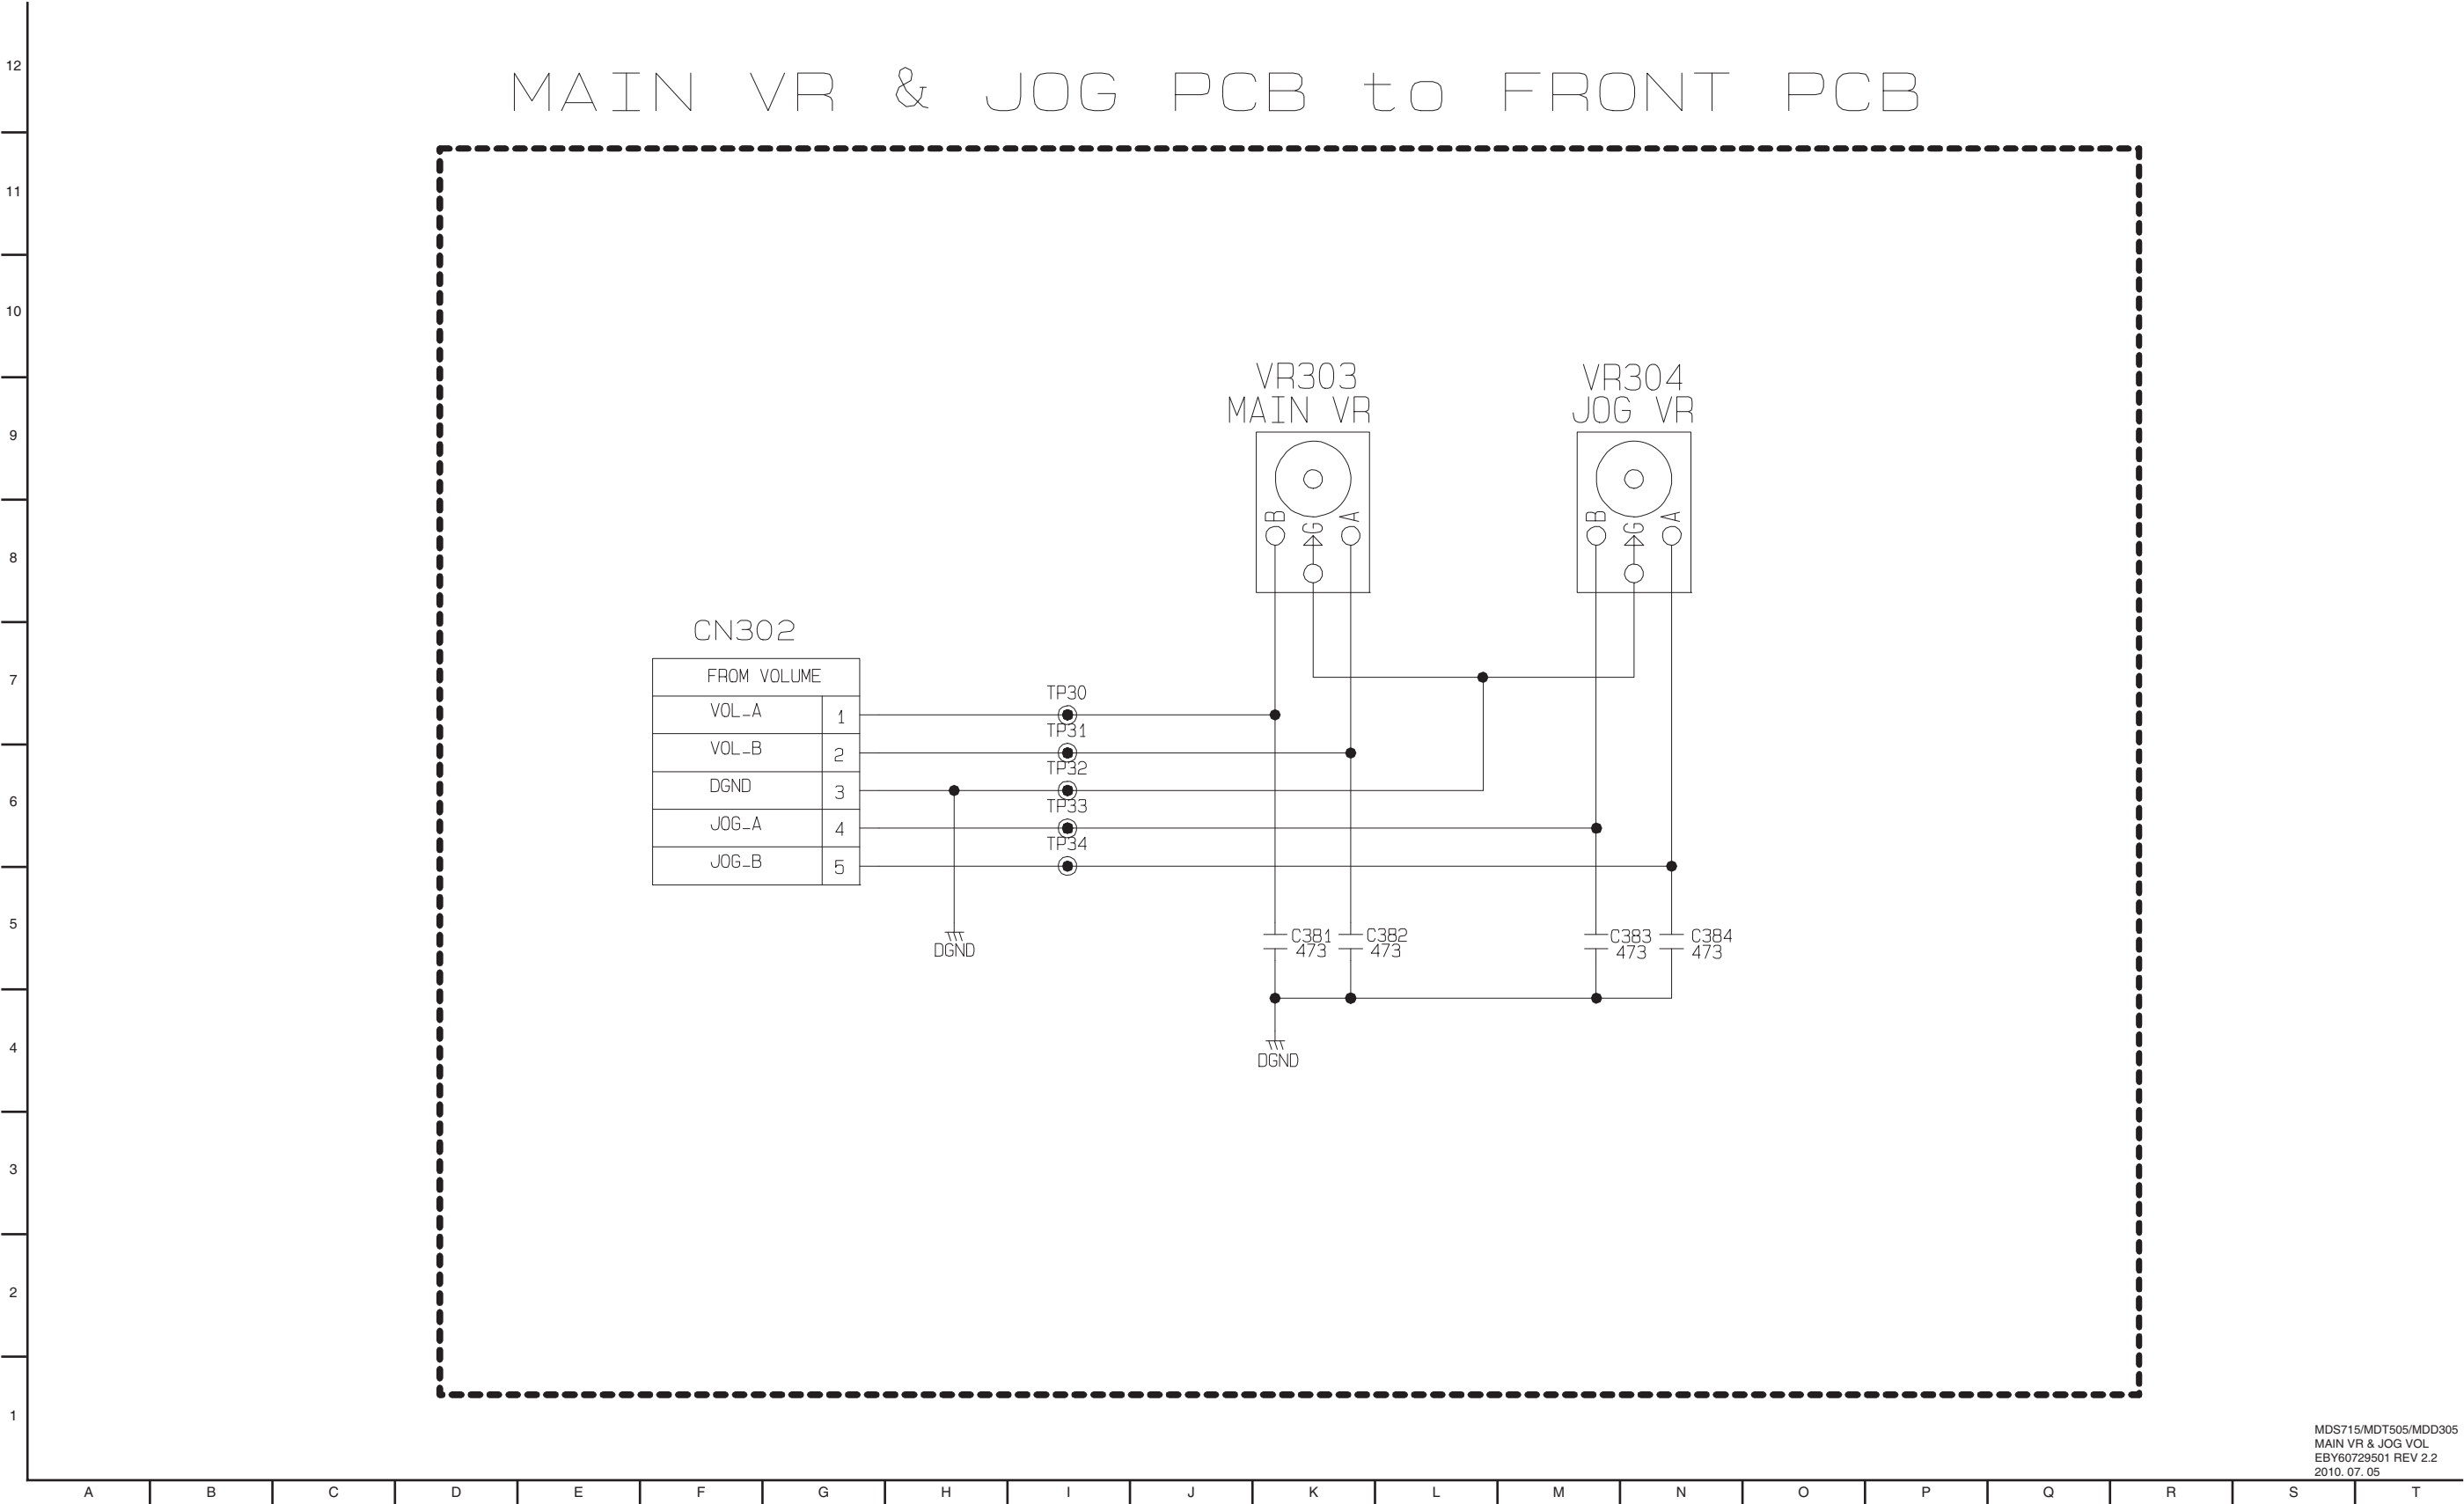 12
MAIN VR & JOG PCB to FRONT PCB
11
10
VR303
MAIN VR
VR304
JOG VR
9
B
G
A
B
G
A
8
CN302
FROM VOLUME
7
VOL_A 1
VOL_B 2
DGND 3
JOG_A 4
JOG_B 5
TP30
TP31
TP32
TP33
TP34
6
5
DGND
C381
473
C382
473
C383
473
C384
473
DGND
4
3
2
1
MDS715/MDT505/MDD305
MAIN VR & JOG VOL
EBY60729501 REV 2.2
2010. 07. 05
A B C D E F G H I J K L M N O P Q R S T